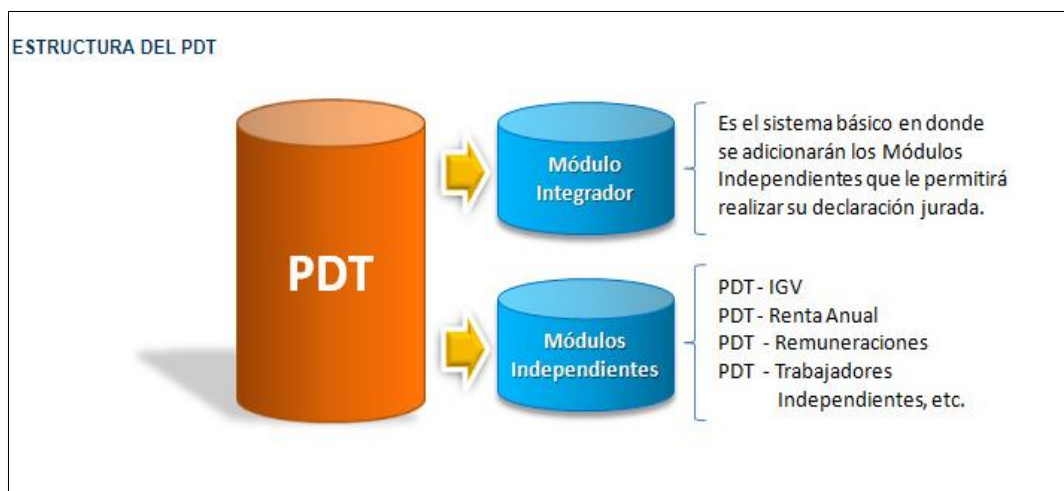 ESTRUCTURA DEL PDT
PDT
Módulo
Integrador
Es el sistema básico en donde
se adicionarán los Módulos
Independientes que le permitirá
realizar su declaración jurada.
Módulos
Independientes
PDT - IGV
PDT - Renta Anual
PDT - Remuneraciones
PDT - Trabajadores
Independientes, etc.